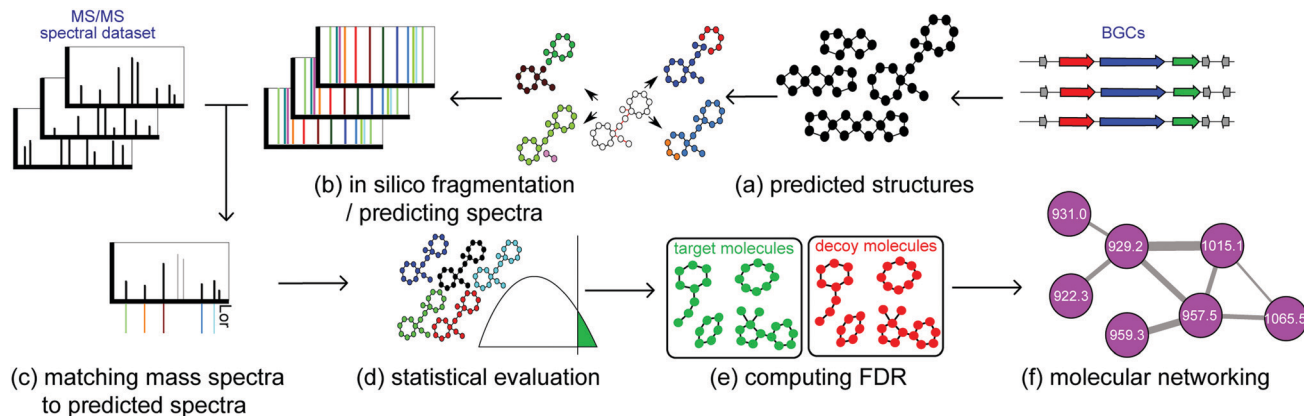 MS/MS
spectral dataset
BGCs
(b) in silico fragmentation
/ predicting spectra
(a) predicted structures
(c) matching mass spectra
to predicted spectra
Lor
(d) statistical evaluation
target molecules
decoy molecules
(e) computing FDR
931.0
929.2
1015.1
922.3
957.5
1065.5
959.3
(f) molecular networking